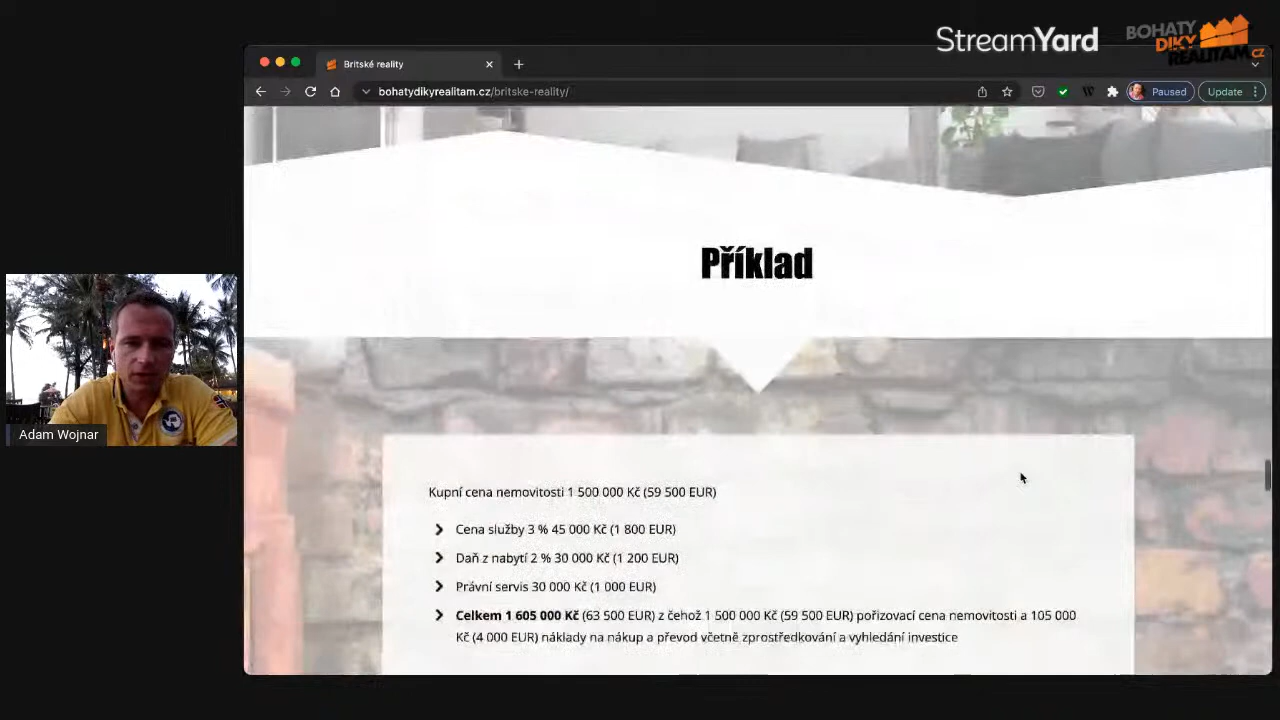 StreamYard
BOHATY
DIKY
REALITAM.CZ
Britské reality
bohatydikyrealitam.cz/britske-reality/
Paused
Update
Příklad
Adam Wojnar
Kupní cena nemovitosti 1 500 000 Kč (59 500 EUR)
Cena služby 3 % 45 000 Kč (1 800 EUR)
Daň z nabytí 2 % 30 000 Kč (1 200 EUR)
Právní servis 30 000 Kč (1 000 EUR)
Celkem 1 605 000 Kč (63 500 EUR) z čehož 1 500 000 Kč (59 500 EUR) pořizovací cena nemovitosti a 105 000
Kč (4 000 EUR) náklady na nákup a převod včetně zprostředkování a vyhledání investice